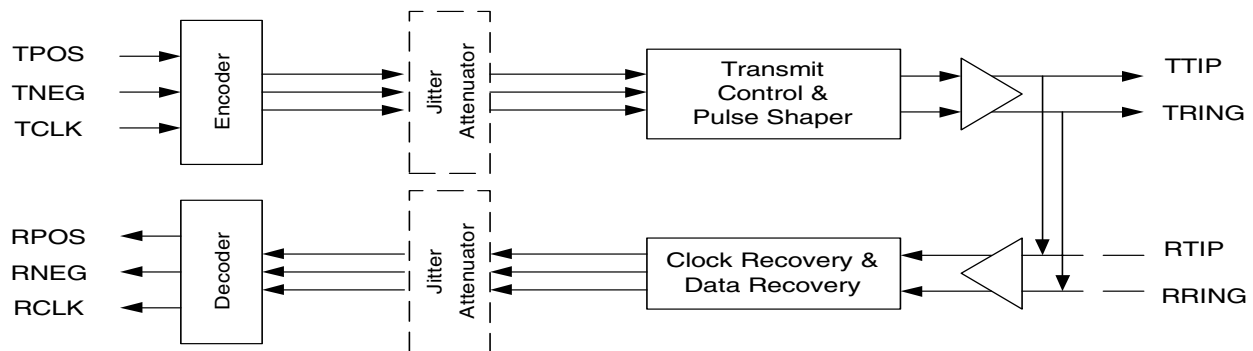 TPOS
TNEG
TCLK
Encoder
Jitter
Attenuator
Transmit
Control &
Pulse Shaper
TTIP
TRING
RPOS
RNEG
RCLK
Decoder
Jitter
Attenuator
Clock Recovery &
Data Recovery
RTIP
RRING